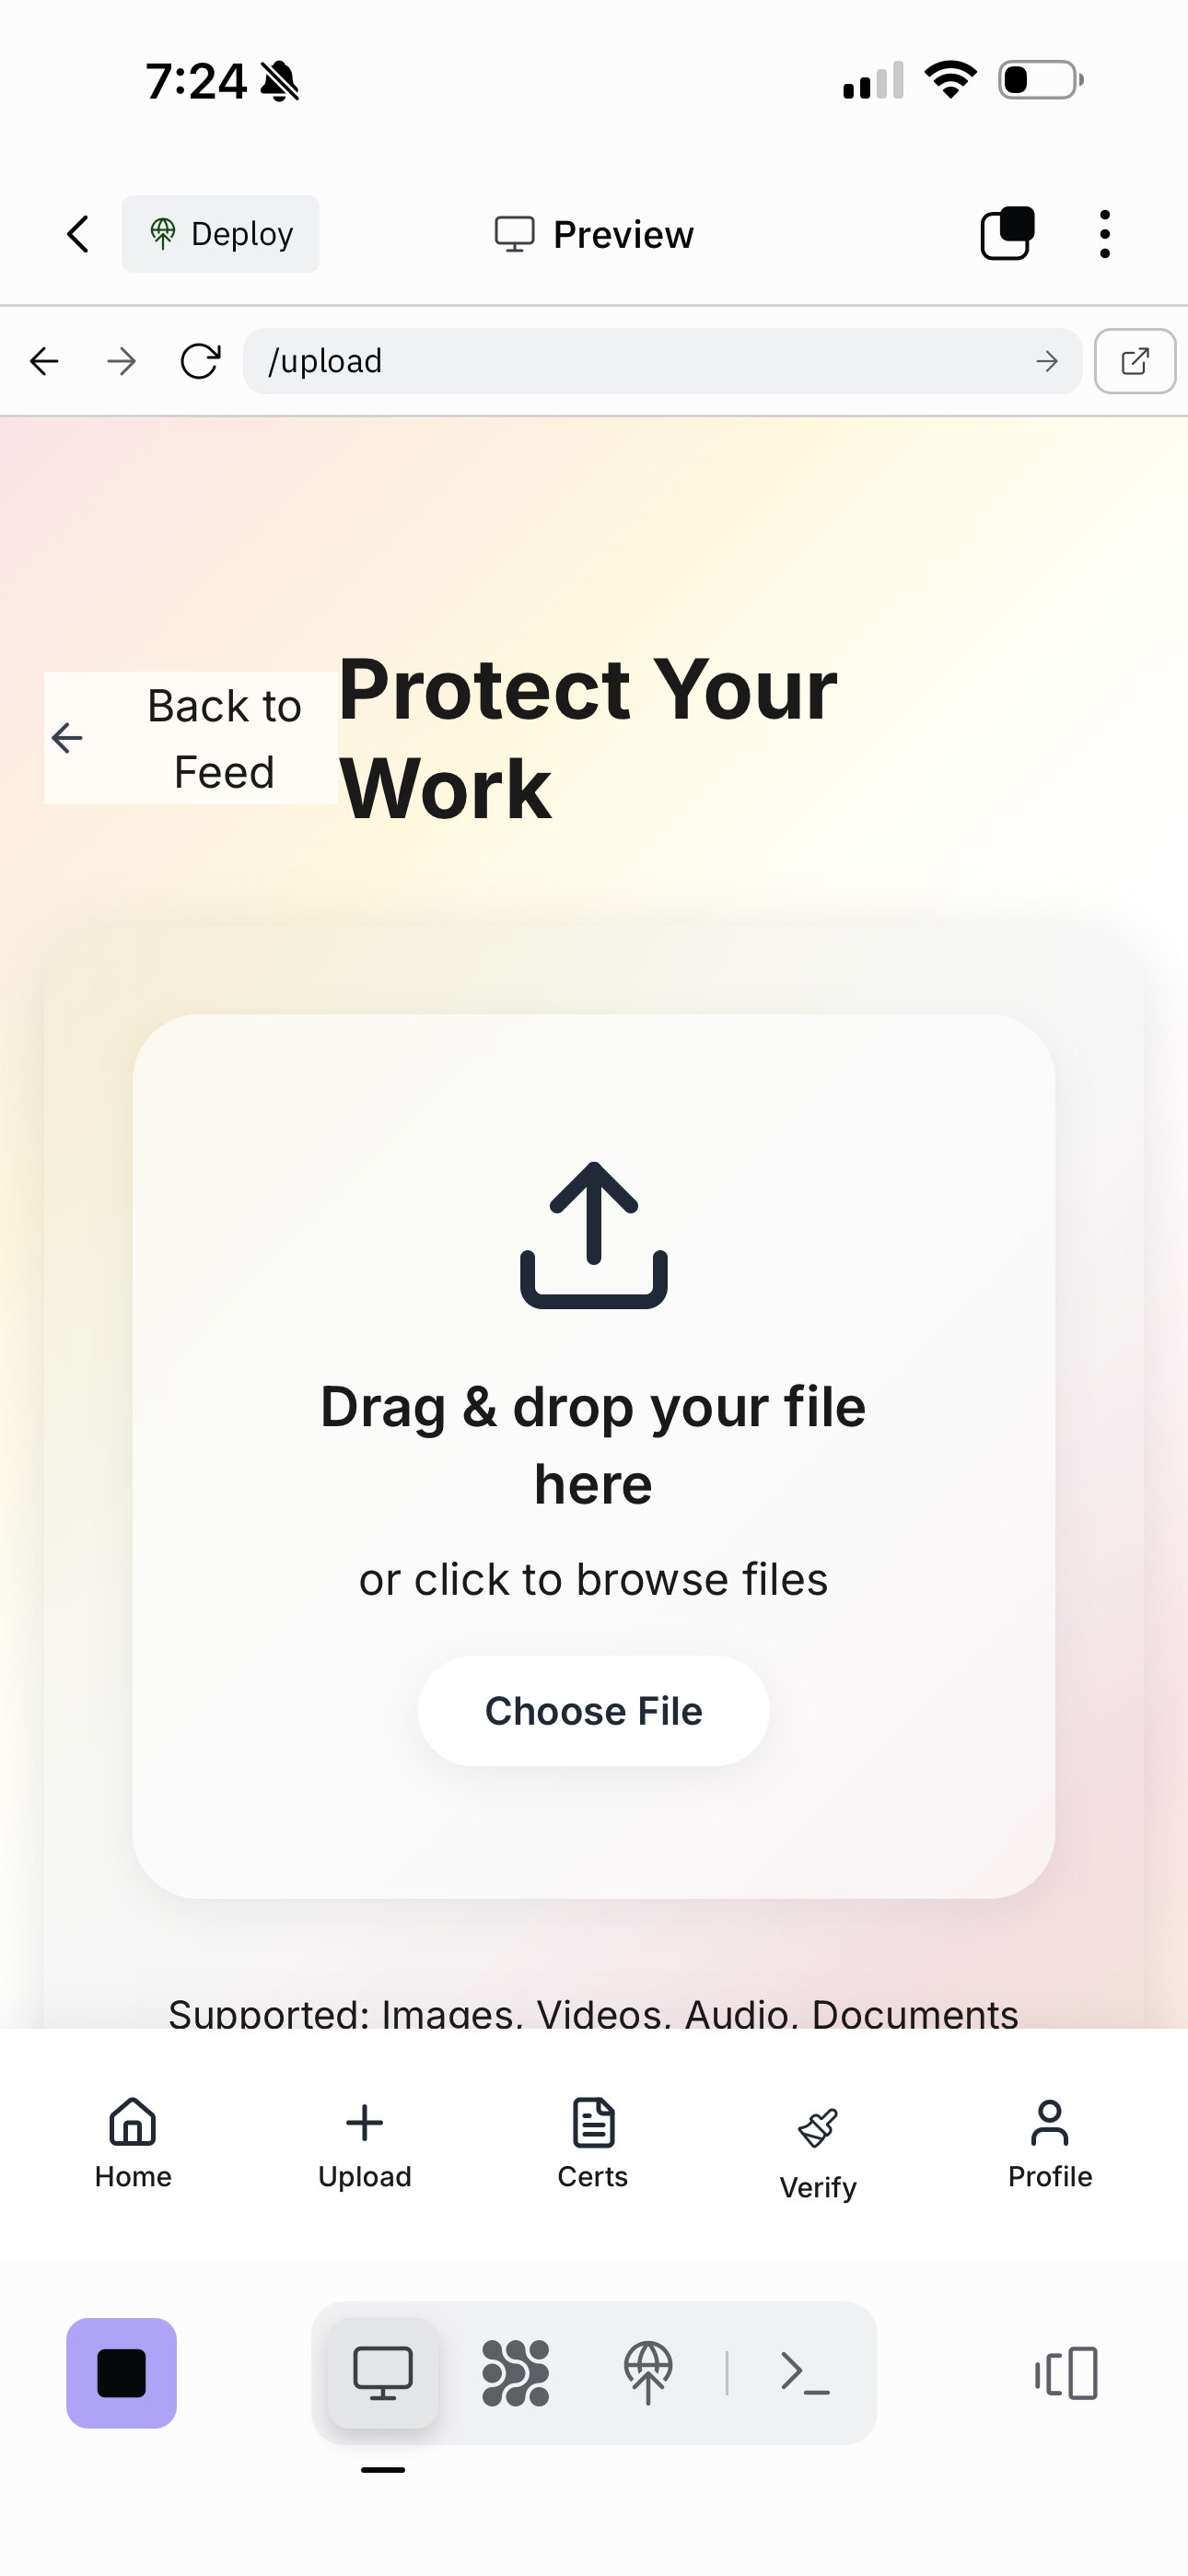 7:24
Deploy
Preview
/upload
Back to
Feed
Protect Your
Work
Drag & drop your file
here
or click to browse files
Choose File
Supported: Images, Videos, Audio, Documents
Home
Upload
Certs
Verify
Profile